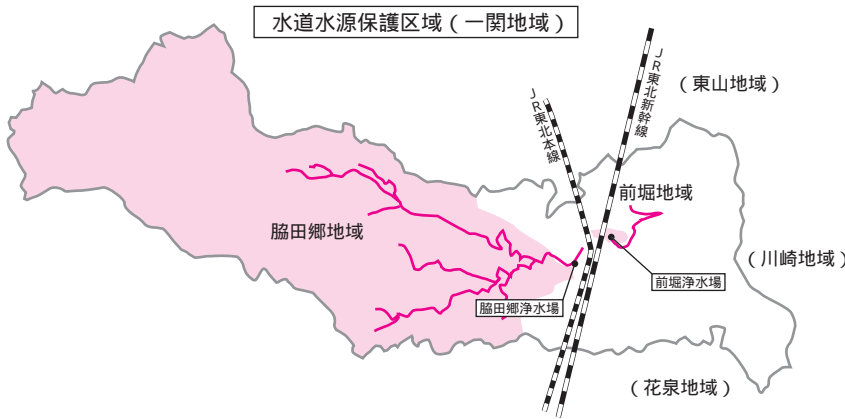 水道水源保護区域(一関地域)
JR東北新幹線
(東山地域)
JR東北本線
前堀地域
脇田郷地域
(川崎地域)
前堀浄水場
脇田郷浄水場
(花泉地域)